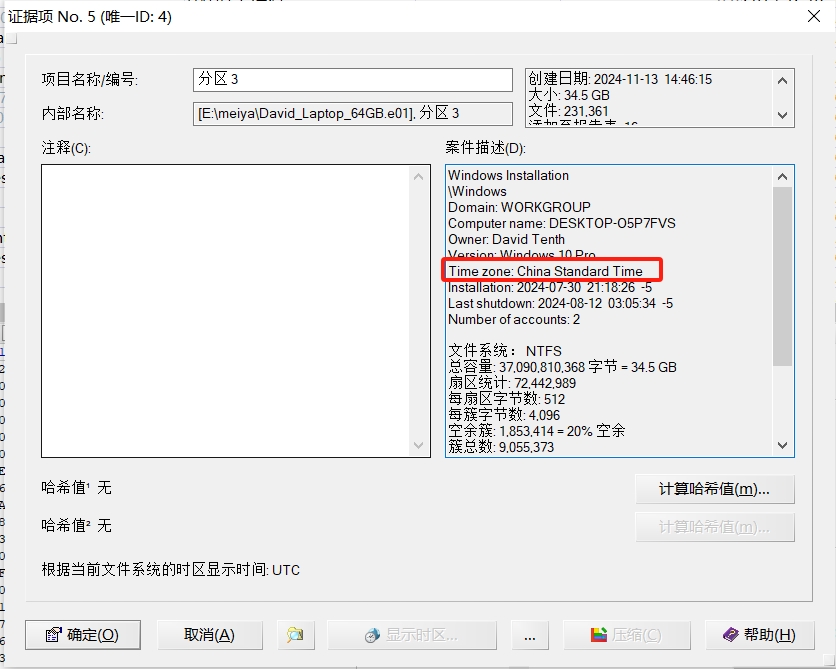 证据项 No. 5 (唯一ID: 4)
项目名称/编号:
分区 3
创建日期: 2024-11-13 14:46:15
大小: 34.5 GB
文件: 231,361
内部名称:
[E:\meiya\David_Laptop_64GB.e01], 分区 3
注释(C):
案件描述(D):
Windows Installation
\Windows
Domain: WORKGROUP
Computer name: DESKTOP-O5P7FVS
Owner: David Tenth
Version: Windows 10 Pro
Time zone: China Standard Time
Installation: 2024-07-30 21:18:26 -5
Last shutdown: 2024-08-12 03:05:34 -5
Number of accounts: 2
文件系统: NTFS
总容量: 37,090,810,368 字节 = 34.5 GB
扇区统计: 72,442,989
每扇区字节数: 512
每簇字节数: 4,096
空余簇: 1,853,414 = 20% 空余
簇总数: 9,055,373
哈希值¹ 无
计算哈希值(m)...
哈希值² 无
计算哈希值(m)...
根据当前文件系统的时区显示时间: UTC
确定(O)
取消(A)
显示时区...
...
压缩(C)
帮助(H)